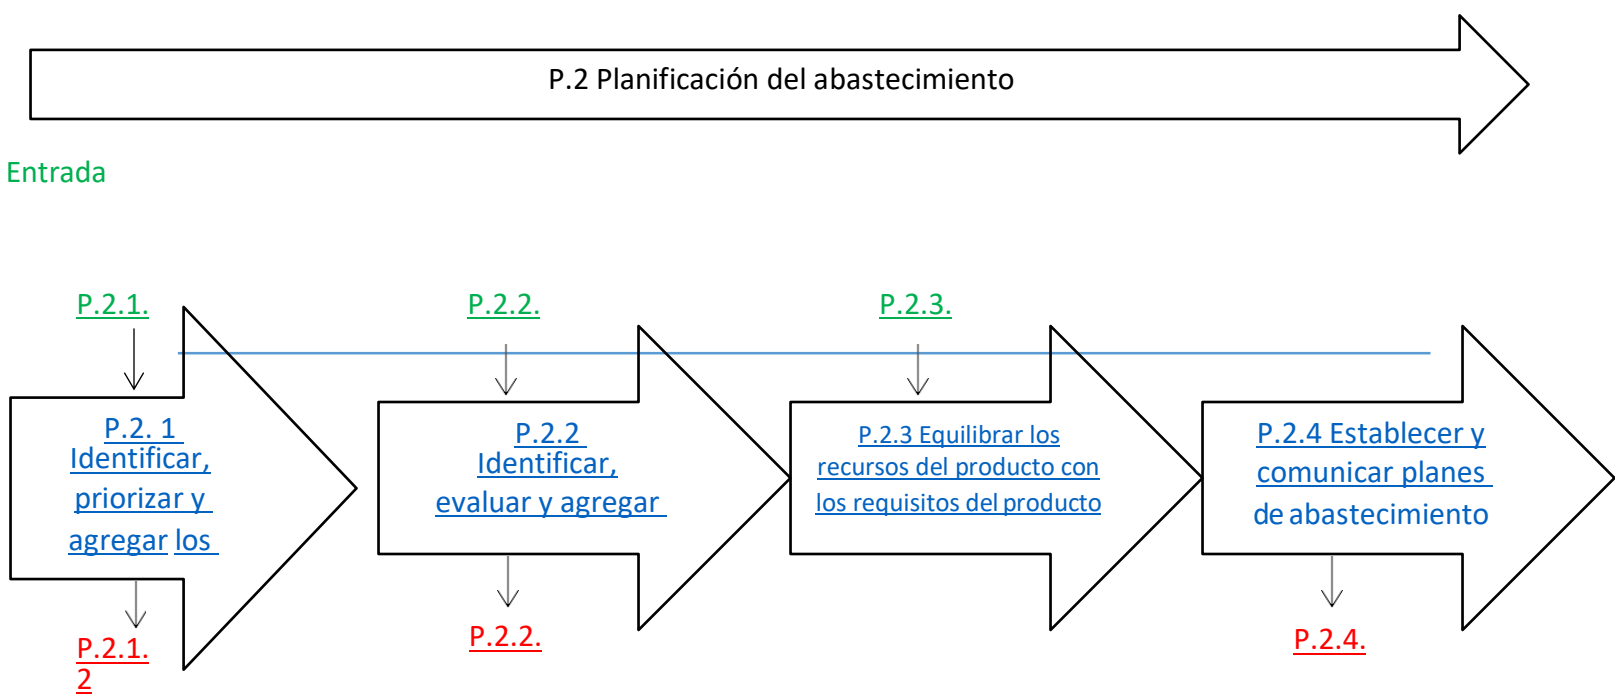 P.2 Planificación del abastecimiento
Entrada
P.2.1.
P.2.2.
P.2.3.
P.2. 1
Identificar,
priorizar y
agregar los
P.2.2
Identificar,
evaluar y agregar
P.2.3 Equilibrar los
recursos del producto con
los requisitos del producto
P.2.4 Establecer y
comunicar planes
de abastecimiento
P.2.1.
2
P.2.2.
P.2.4.